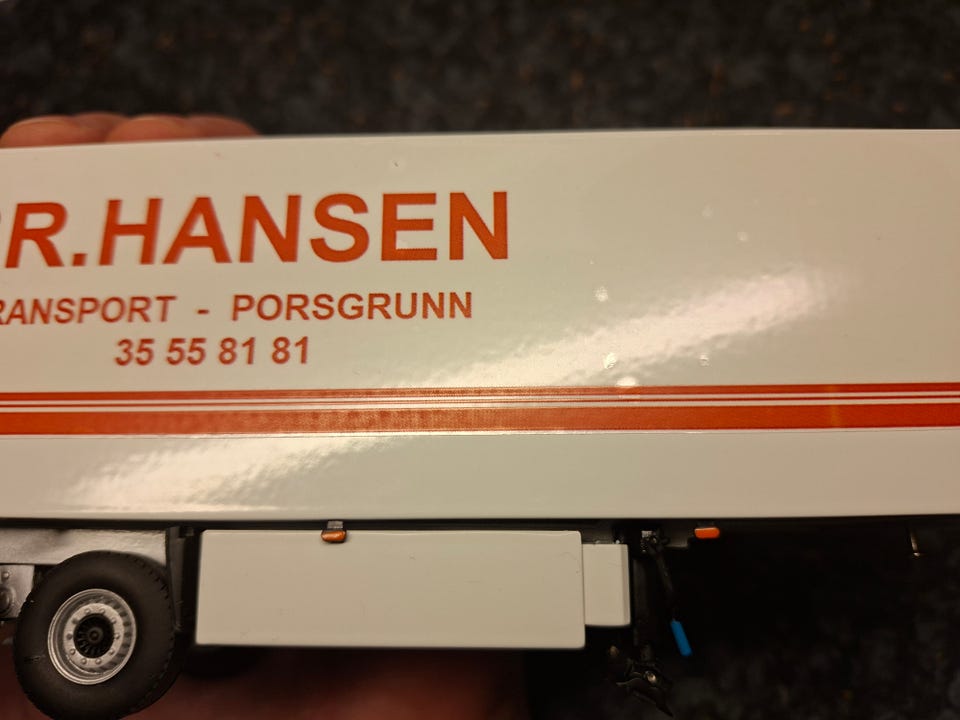 R.HANSEN
RANSPORT - PORSGRUNN
35 55 81 81